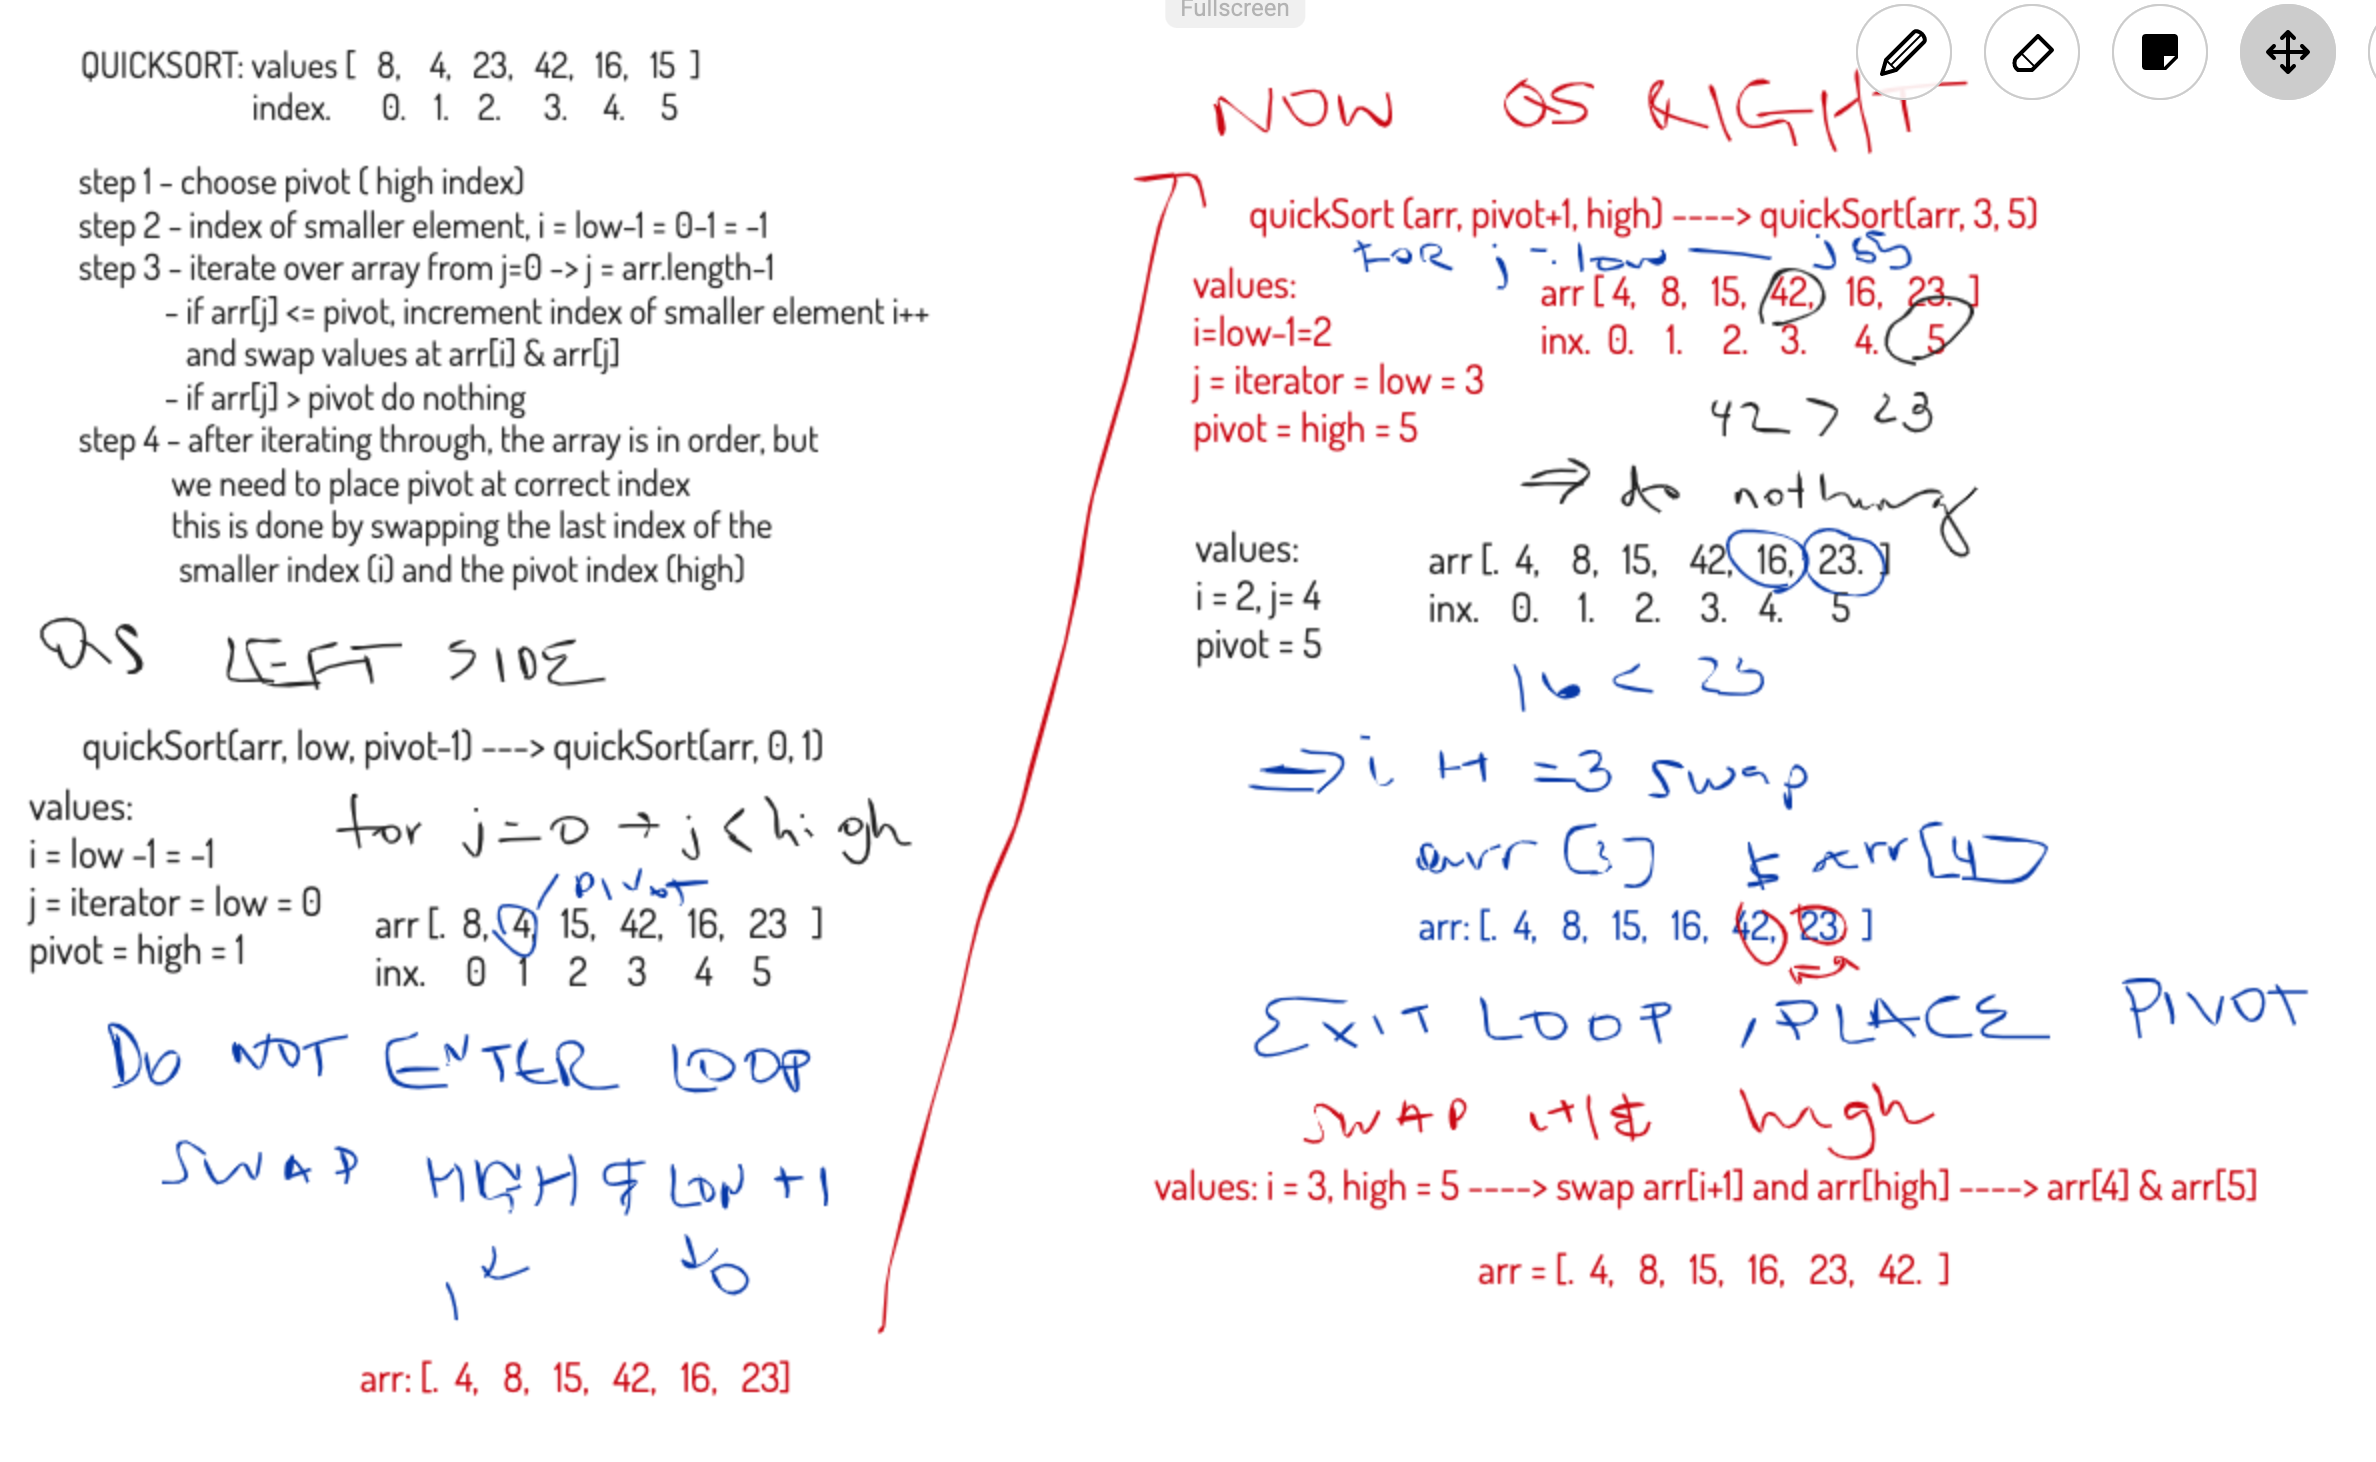 Fullscreen
QUICKSORT: values [ 8, 4, 23, 42, 16, 15 ]
index. 0. 1. 2. 3. 4. 5
step 1 - choose pivot ( high index)
step 2 - index of smaller element, i = low-1 = 0-1 = -1
step 3 - iterate over array from j=0 -> j = arr.length-1
- if arr[j] <= pivot, increment index of smaller element i++
and swap values at arr[i] & arr[j]
- if arr[j] > pivot do nothing
step 4 - after iterating through, the array is in order, but
we need to place pivot at correct index
this is done by swapping the last index of the
smaller index (i) and the pivot index (high)
QS LEFT SIDE
quickSort(arr, low, pivot-1) ---> quickSort(arr, 0, 1)
values:
i = low -1 = -1
j = iterator = low = 0
pivot = high = 1
for j=0 → j < high
PIVOT
arr [. 8, 4, 15, 42, 16, 23 ]
inx. 0 1 2 3 4 5
DO NOT ENTER LOOP
SWAP HIGH & LOW +1
1 0
arr: [. 4, 8, 15, 42, 16, 23]
NOW QS RIGHT
quickSort (arr, pivot+1, high) ----> quickSort(arr, 3, 5)
FOR j = low — j≤5
values:
i=low-1=2
j = iterator = low = 3
pivot = high = 5
arr [ 4, 8, 15, 42, 16, 23. ]
inx. 0. 1. 2. 3. 4. 5
42 > 23
⇒ do nothing
values:
i = 2, j= 4
pivot = 5
arr [. 4, 8, 15, 42, 16, 23. ]
inx. 0. 1. 2. 3. 4. 5
16 < 23
⇒ i ++ =3 swap
arr [3] & arr[4]
arr: [. 4, 8, 15, 16, 42, 23. ]
EXIT LOOP, PLACE PIVOT
SWAP i+1 & high
values: i = 3, high = 5 ----> swap arr[i+1] and arr[high] ----> arr[4] & arr[5]
arr = [. 4, 8, 15, 16, 23, 42. ]